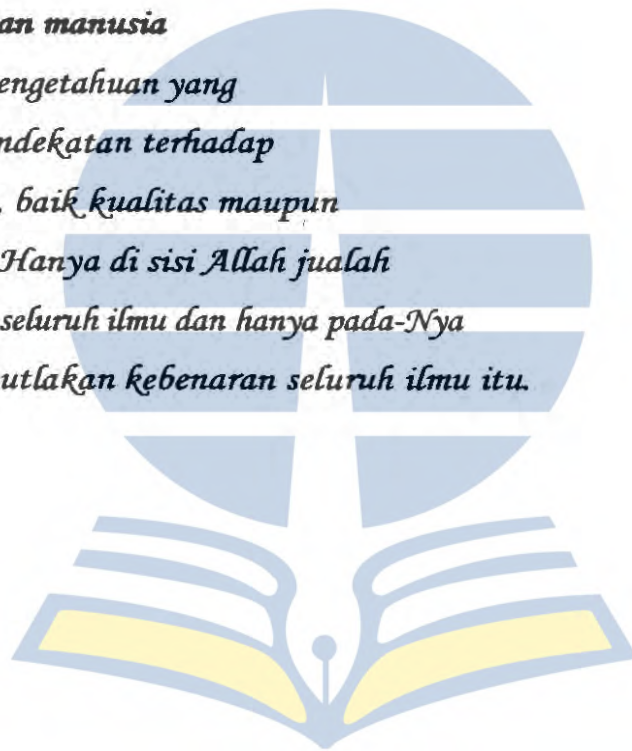 an manusia
engetahuan yang
ndekatan terhadap
, baik kualitas maupun
Hanya di sisi Allah jualah
seluruh ilmu dan hanya pada-Nya
utlakan kebenaran seluruh ilmu itu.